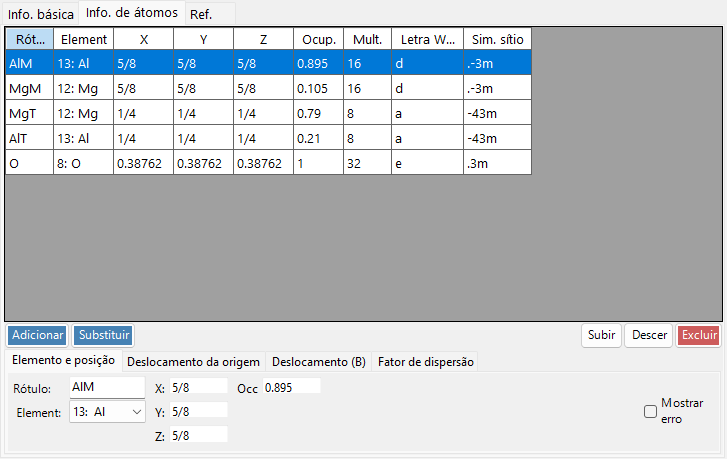 Info. básica Info. de átomos Ref.
Rót... Element X Y Z Ocup. Mult. Letra W... Sim. sítio
AlM 13: Al 5/8 5/8 5/8 0.895 16 d .-3m
MgM 12: Mg 5/8 5/8 5/8 0.105 16 d .-3m
MgT 12: Mg 1/4 1/4 1/4 0.79 8 a -43m
AlT 13: Al 1/4 1/4 1/4 0.21 8 a -43m
O 8: O 0.38762 0.38762 0.38762 1 32 e .3m
Adicionar Substituir Subir Descer Excluir
Elemento e posição Deslocamento da origem Deslocamento (B) Fator de dispersão
Rótulo: AlM X: 5/8 Occ 0.895
Element: 13: Al Y: 5/8 Mostrar erro
Z: 5/8